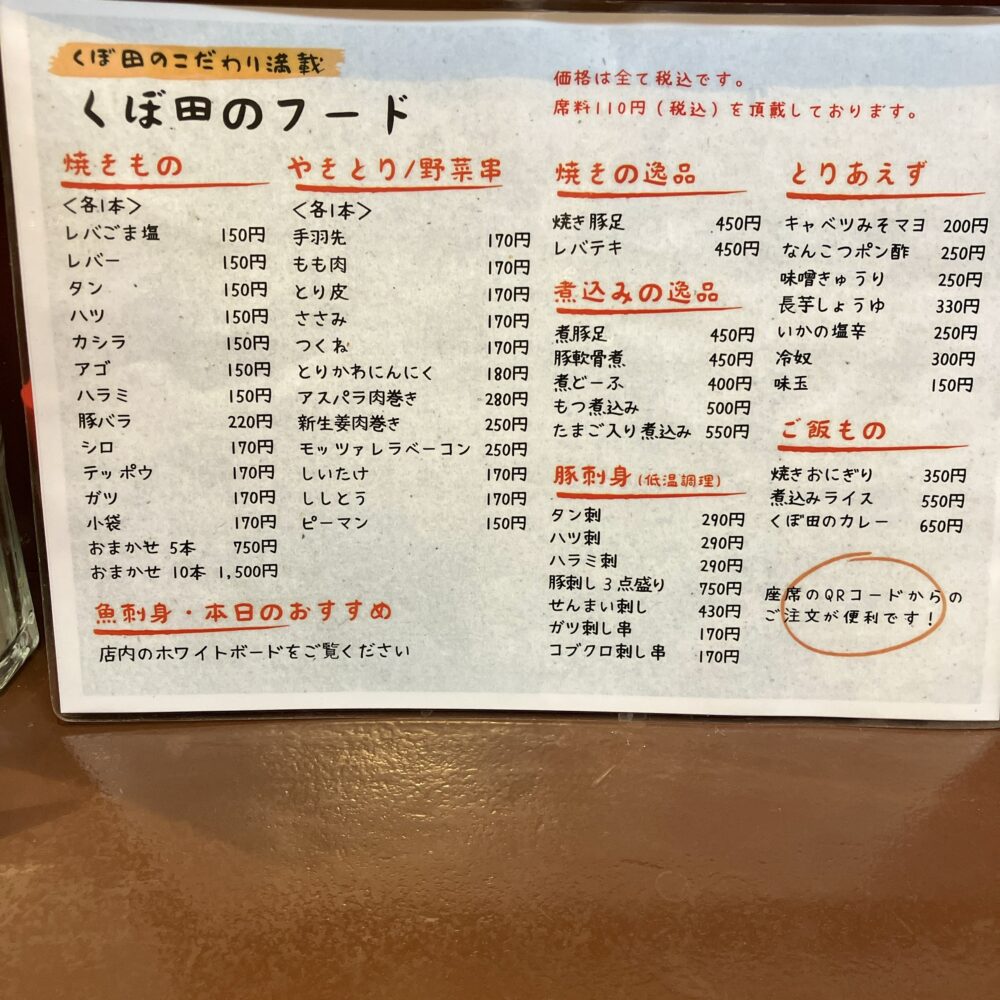 くぼ田のこだわり満載
くぼ田のフード
価格は全て税込です。
席料110円（税込）を頂戴しております。
焼きもの
＜各1本＞
レバごま塩 150円
レバー 150円
タン 150円
ハツ 150円
カシラ 150円
アゴ 150円
ハラミ 150円
豚バラ 220円
シロ 170円
テッポウ 170円
ガツ 170円
小袋 170円
おまかせ 5本 750円
おまかせ 10本 1,500円
やきとり/野菜串
＜各1本＞
手羽先 170円
もも肉 170円
とり皮 170円
ささみ 170円
つくね 170円
とりかわにんにく 180円
アスパラ肉巻き 280円
新生姜肉巻き 250円
モッツァレラベーコン 250円
しいたけ 170円
ししとう 170円
ピーマン 150円
魚刺身・本日のおすすめ
店内のホワイトボードをご覧ください
焼きの逸品
焼き豚足 450円
レバテキ 450円
煮込みの逸品
煮豚足 450円
豚軟骨煮 450円
煮どーふ 400円
もつ煮込み 500円
たまご入り煮込み 550円
豚刺身（低温調理）
タン刺 290円
ハツ刺 290円
ハラミ刺 290円
豚刺し3点盛り 750円
せんまい刺し 430円
ガツ刺し串 170円
コブクロ刺し串 170円
とりあえず
キャベツみそマヨ 200円
なんこつポン酢 250円
味噌きゅうり 250円
長芋しょうゆ 330円
いかの塩辛 250円
冷奴 300円
味玉 150円
ご飯もの
焼きおにぎり 350円
煮込みライス 550円
くぼ田のカレー 650円
座席のQRコードからの
ご注文が便利です！